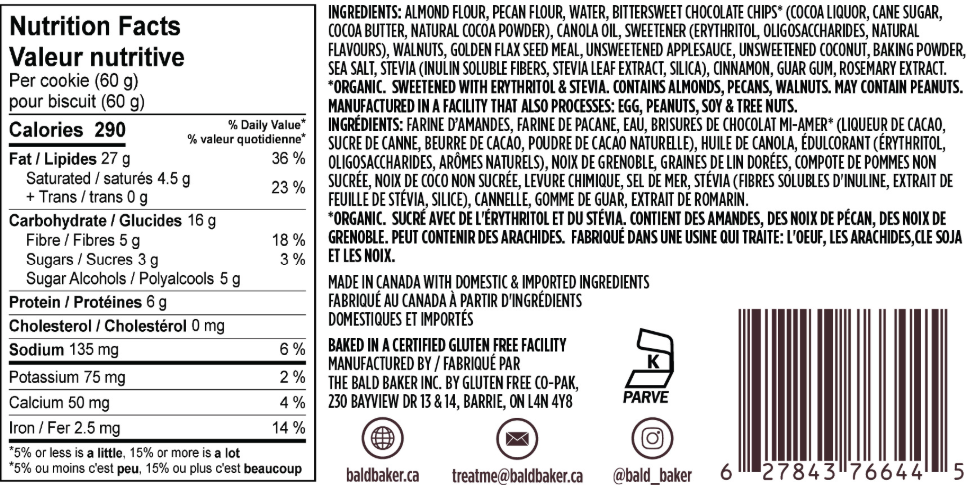 Nutrition Facts
Valeur nutritive
Per cookie (60 g)
pour biscuit (60 g)
Calories 290
% Daily Value*
% valeur quotidienne*
Fat / Lipides 27 g 36 %
Saturated / saturés 4.5 g
+ Trans / trans 0 g 23 %
Carbohydrate / Glucides 16 g
Fibre / Fibres 5 g 18 %
Sugars / Sucres 3 g 3 %
Sugar Alcohols / Polyalcools 5 g
Protein / Protéines 6 g
Cholesterol / Cholestérol 0 mg
Sodium 135 mg 6 %
Potassium 75 mg 2 %
Calcium 50 mg 4 %
Iron / Fer 2.5 mg 14 %
*5% or less is a little, 15% or more is a lot
*5% ou moins c'est peu, 15% ou plus c'est beaucoup
INGREDIENTS: ALMOND FLOUR, PECAN FLOUR, WATER, BITTERSWEET CHOCOLATE CHIPS* (COCOA LIQUOR, CANE SUGAR,
COCOA BUTTER, NATURAL COCOA POWDER), CANOLA OIL, SWEETENER (ERYTHRITOL, OLIGOSACCHARIDES, NATURAL
FLAVOURS), WALNUTS, GOLDEN FLAX SEED MEAL, UNSWEETENED APPLESAUCE, UNSWEETENED COCONUT, BAKING POWDER,
SEA SALT, STEVIA (INULIN SOLUBLE FIBERS, STEVIA LEAF EXTRACT, SILICA), CINNAMON, GUAR GUM, ROSEMARY EXTRACT.
*ORGANIC. SWEETENED WITH ERYTHRITOL & STEVIA. CONTAINS ALMONDS, PECANS, WALNUTS. MAY CONTAIN PEANUTS.
MANUFACTURED IN A FACILITY THAT ALSO PROCESSES: EGG, PEANUTS, SOY & TREE NUTS.
INGRÉDIENTS: FARINE D'AMANDES, FARINE DE PACANE, EAU, BRISURES DE CHOCOLAT MI-AMER* (LIQUEUR DE CACAO,
SUCRE DE CANNE, BEURRE DE CACAO, POUDRE DE CACAO NATURELLE), HUILE DE CANOLA, ÉDULCORANT (ÉRYTHRITOL,
OLIGOSACCHARIDES, ARÔMES NATURELS), NOIX DE GRENOBLE, GRAINES DE LIN DORÉES, COMPOTE DE POMMES NON
SUCRÉE, NOIX DE COCO NON SUCRÉE, LEVURE CHIMIQUE, SEL DE MER, STÉVIA (FIBRES SOLUBLES D'INULINE, EXTRAIT DE
FEUILLE DE STÉVIA, SILICE), CANNELLE, GOMME DE GUAR, EXTRAIT DE ROMARIN.
*ORGANIC. SUCRÉ AVEC DE L'ÉRYTHRITOL ET DU STÉVIA. CONTIENT DES AMANDES, DES NOIX DE PÉCAN, DES NOIX DE
GRENOBLE. PEUT CONTENIR DES ARACHIDES. FABRIQUÉ DANS UNE USINE QUI TRAITE: L'OEUF, LES ARACHIDES,CLE SOJA
ET LES NOIX.
MADE IN CANADA WITH DOMESTIC & IMPORTED INGREDIENTS
FABRIQUÉ AU CANADA À PARTIR D'INGRÉDIENTS
DOMESTIQUES ET IMPORTÉS
BAKED IN A CERTIFIED GLUTEN FREE FACILITY
MANUFACTURED BY / FABRIQUÉ PAR
THE BALD BAKER INC. BY GLUTEN FREE CO-PAK,
230 BAYVIEW DR 13 & 14, BARRIE, ON L4N 4Y8
K
PARVE
baldbaker.ca
treatme@baldbaker.ca
@bald_baker
6 27843 76644 5